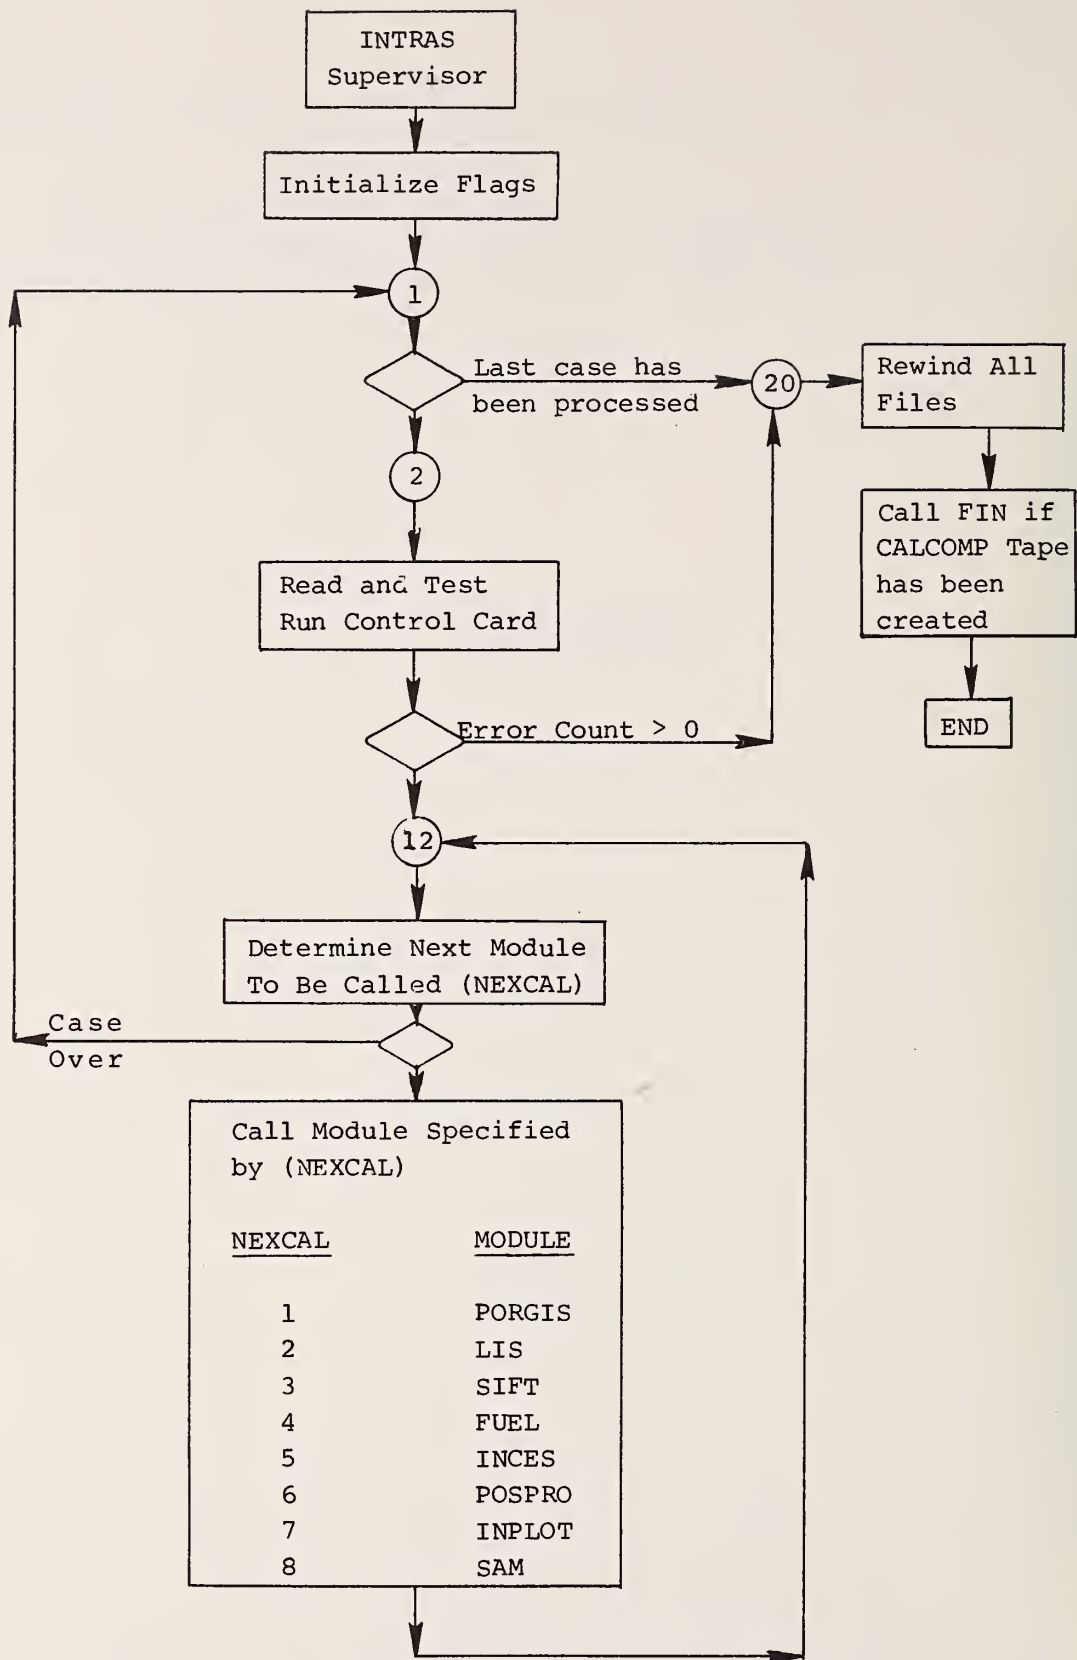 INTRAS
Supervisor
Initialize Flags
1
Last case has
been processed
20
Rewind All
Files
2
Call FIN if
CALCOMP Tape
has been
created
Read and Test
Run Control Card
END
Error Count > 0
12
Determine Next Module
To Be Called (NEXCAL)
Case
Over
Call Module Specified
by (NEXCAL)
NEXCAL MODULE
1 PORGIS
2 LIS
3 SIFT
4 FUEL
5 INCES
6 POSPRO
7 INPLOT
8 SAM